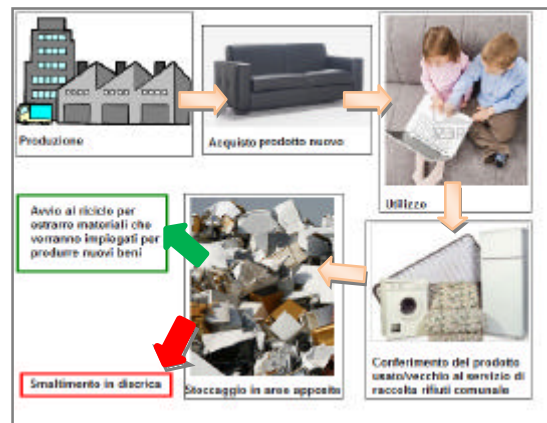 Produzione
Acquisto prodotto nuovo
Utilizzo
Avvio al riciclo per
estrarre materiali che
verranno impiegati per
produrre nuovi beni
Smaltimento in discrica
Stoccaggio in aree apposite
Conferimento del prodotto
usato/vecchio al servizio di
raccolta rifiuti comunale